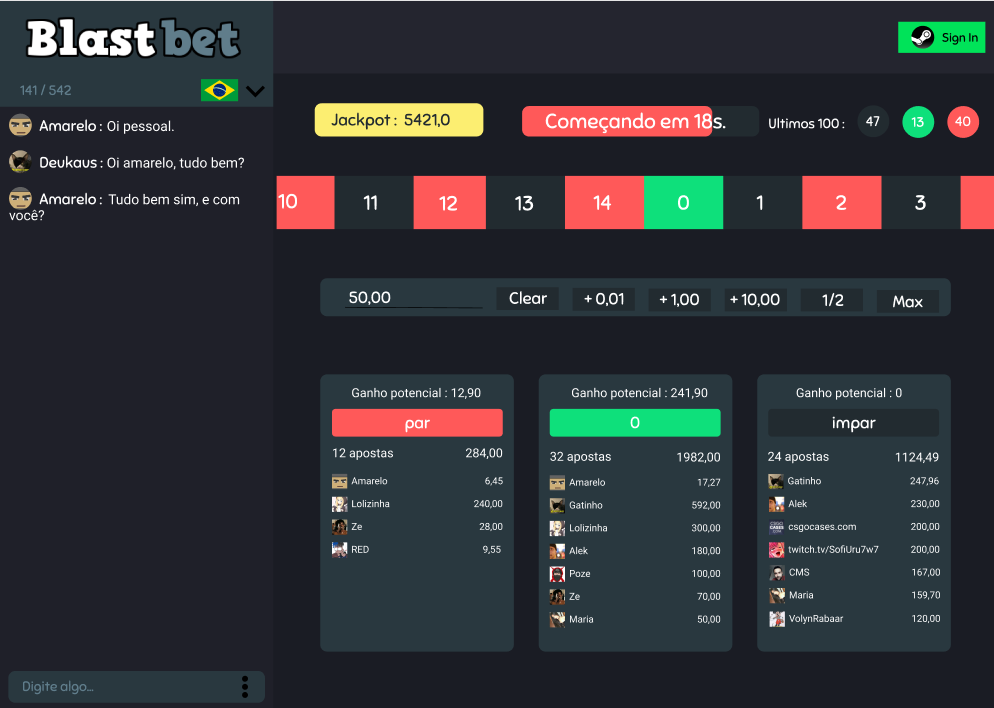 Blast bet
141 / 542
Amarelo : Oi pessoal.
Deukaus : Oi amarelo, tudo bem?
Amarelo : Tudo bem sim, e com
você?
Digite algo...
Sign In
Jackpot : 5421,0
Começando em 18s.
Ultimos 100 :
47
13
40
10 11 12 13 14 0 1 2 3
50,00
Clear
+ 0,01
+ 1,00
+ 10,00
1/2
Max
Ganho potencial : 12,90
par
12 apostas 284,00
Amarelo 6,45
Lolizinha 240,00
Ze 28,00
RED 9,55
Ganho potencial : 241,90
0
32 apostas 1982,00
Amarelo 17,27
Gatinho 592,00
Lolizinha 300,00
Alek 180,00
Poze 100,00
Ze 70,00
Maria 50,00
Ganho potencial : 0
impar
24 apostas 1124,49
Gatinho 247,96
Alek 230,00
csgocases.com 200,00
twitch.tv/SofiUru7w7 200,00
CMS 167,00
Maria 159,70
VolynRabaar 120,00